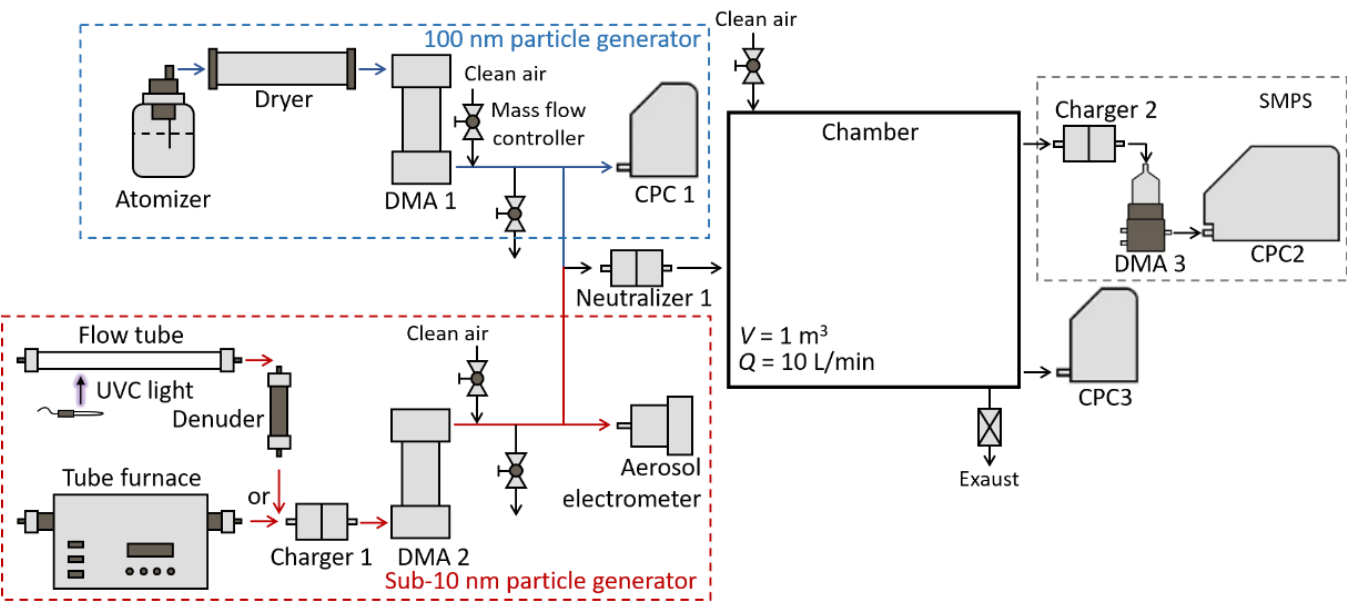 100 nm particle generator
Clean air
Dryer
Mass flow
controller
Atomizer
DMA 1
CPC 1
Clean air
Chamber
V = 1 m³
Q = 10 L/min
Neutralizer 1
SMPS
Charger 2
DMA 3
CPC2
CPC3
Exaust
Flow tube
UVC light
Denuder
Tube furnace
or
Charger 1
DMA 2
Clean air
Aerosol
electrometer
Sub-10 nm particle generator